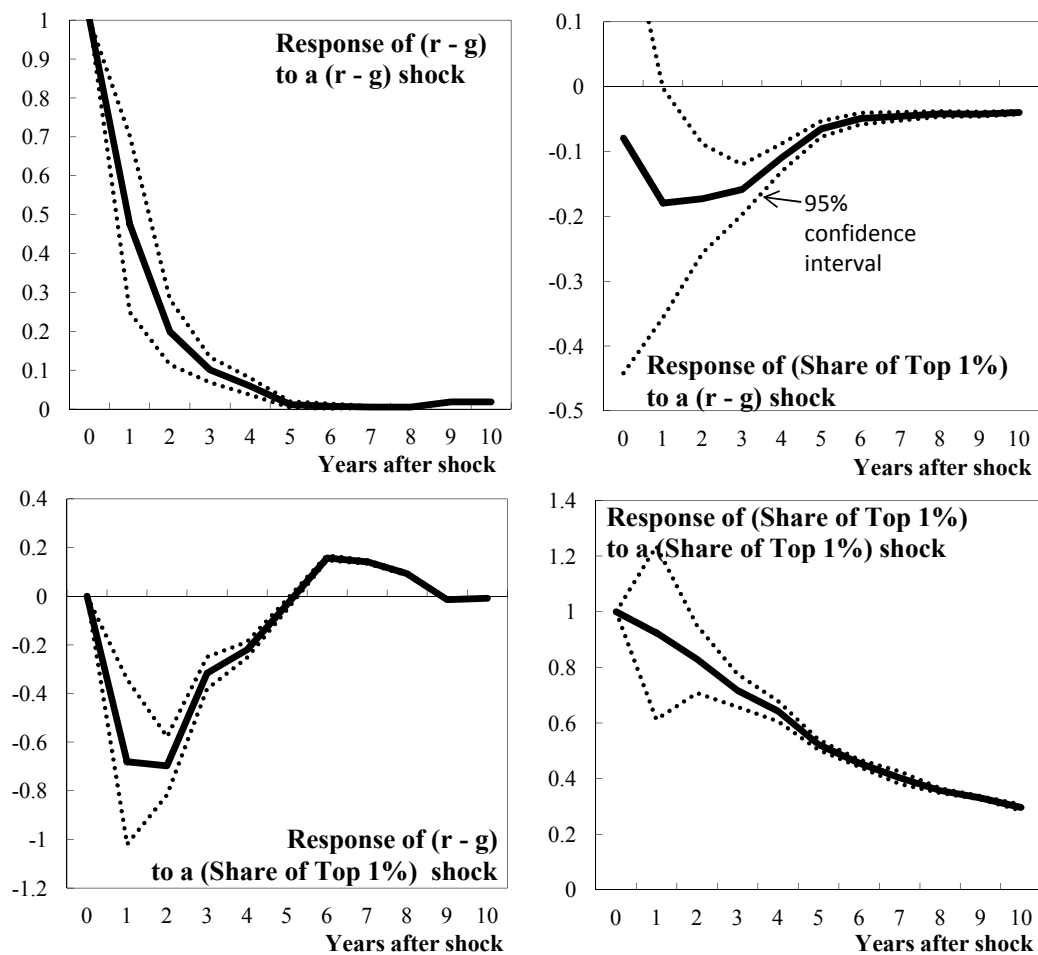 Response of (r - g)
to a (r - g) shock
1
0.9
0.8
0.7
0.6
0.5
0.4
0.3
0.2
0.1
0
0 1 2 3 4 5 6 7 8 9 10
Years after shock
0.1
0
-0.1
-0.2
-0.3
-0.4
-0.5
95%
confidence
interval
Response of (Share of Top 1%)
to a (r - g) shock
0 1 2 3 4 5 6 7 8 9 10
Years after shock
0.4
0.2
0
-0.2
-0.4
-0.6
-0.8
-1
-1.2
Response of (r - g)
to a (Share of Top 1%) shock
0 1 2 3 4 5 6 7 8 9 10
Years after shock
Response of (Share of Top 1%)
to a (Share of Top 1%) shock
1.4
1.2
1
0.8
0.6
0.4
0.2
0
0 1 2 3 4 5 6 7 8 9 10
Years after shock